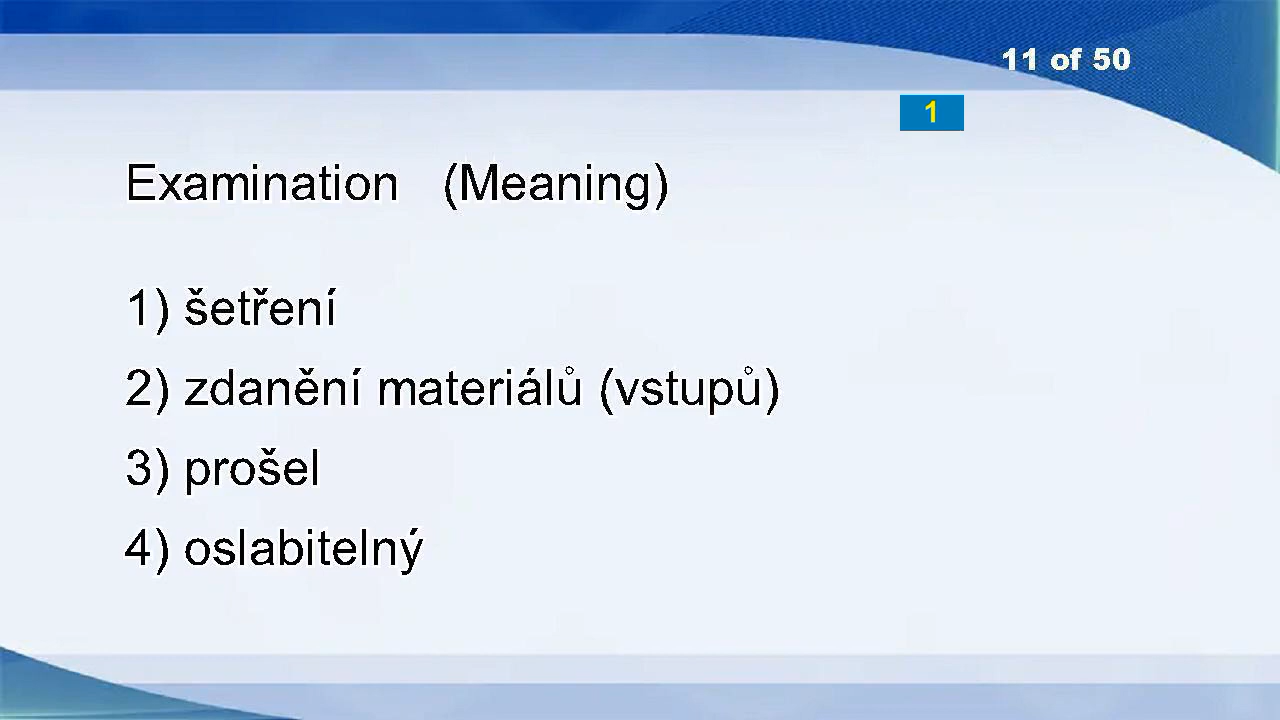 11 of 50
1
Examination (Meaning)
1) šetření
2) zdanění materiálů (vstupů)
3) prošel
4) oslabitelný